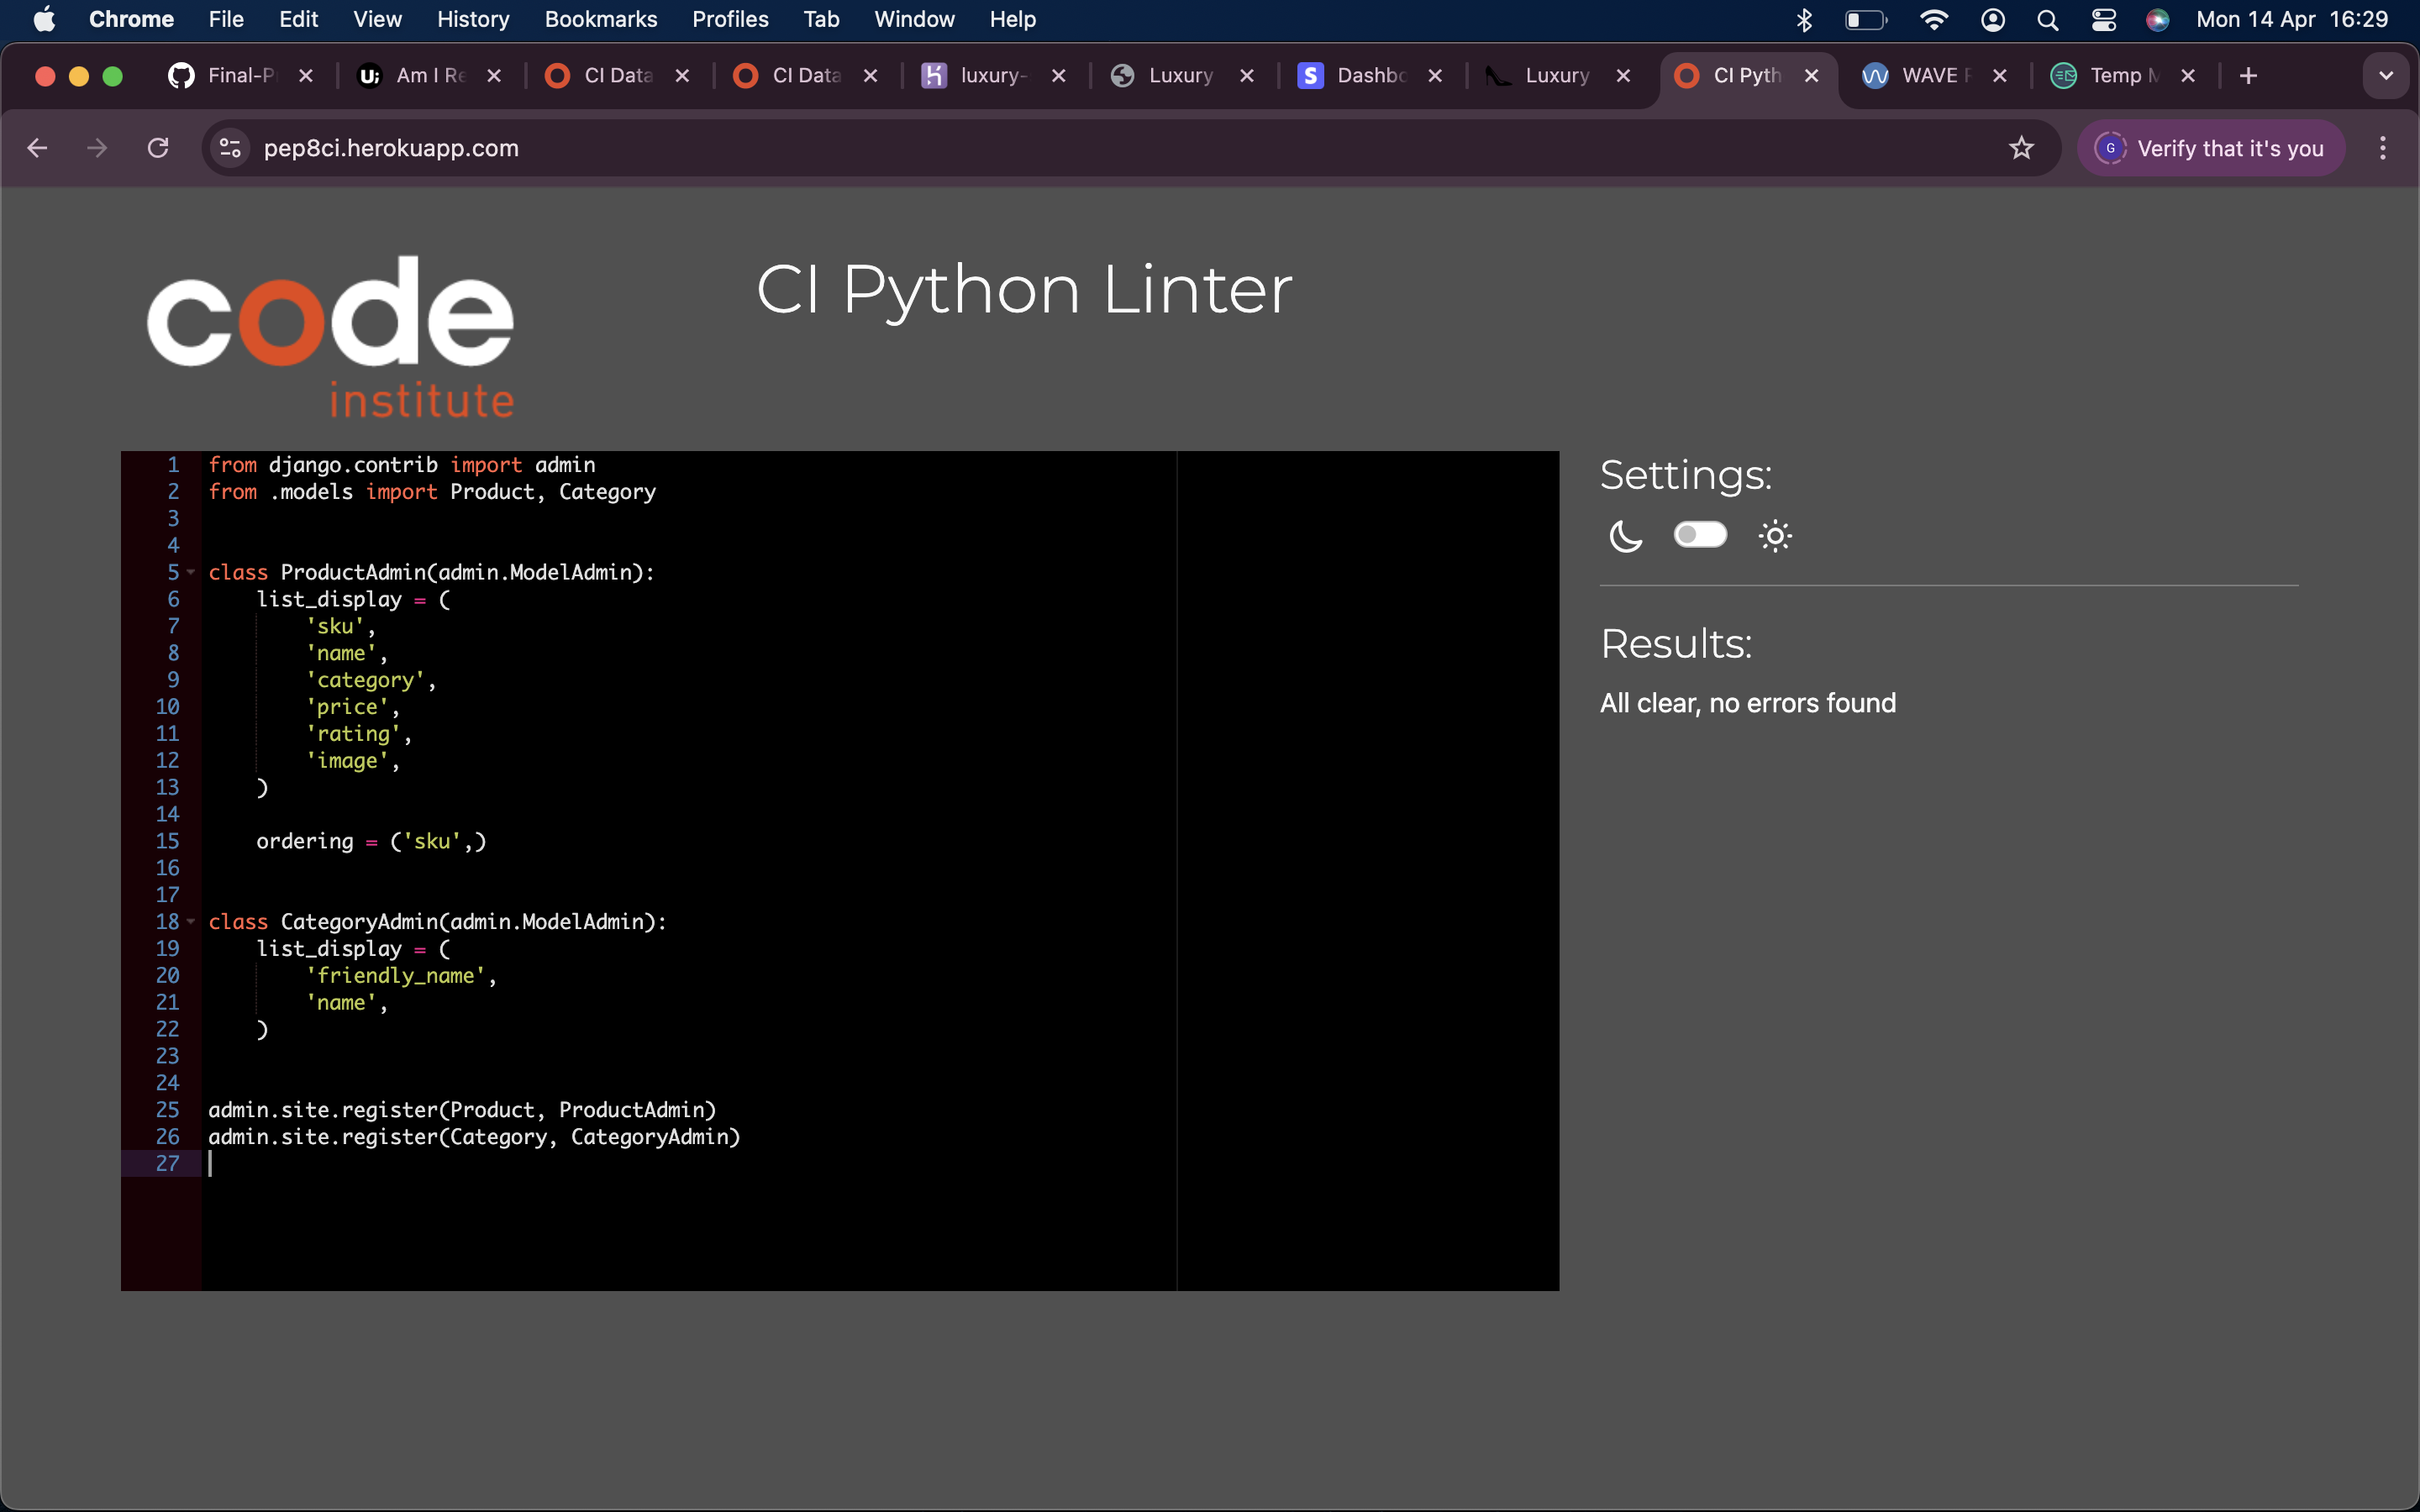 Chrome File Edit View History Bookmarks Profiles Tab Window Help Mon 14 Apr 16:29
Final-P Am I Re CI Data CI Data luxury- Luxury Dashbo Luxury CI Pyth WAVE Temp
pep8ci.herokuapp.com G Verify that it's you
code
institute
CI Python Linter
1 from django.contrib import admin
2 from .models import Product, Category
3
4
5 class ProductAdmin(admin.ModelAdmin):
6     list_display = (
7         'sku',
8         'name',
9         'category',
10         'price',
11         'rating',
12         'image',
13     )
14
15     ordering = ('sku',)
16
17
18 class CategoryAdmin(admin.ModelAdmin):
19     list_display = (
20         'friendly_name',
21         'name',
22     )
23
24
25 admin.site.register(Product, ProductAdmin)
26 admin.site.register(Category, CategoryAdmin)
27
Settings:
Results:
All clear, no errors found